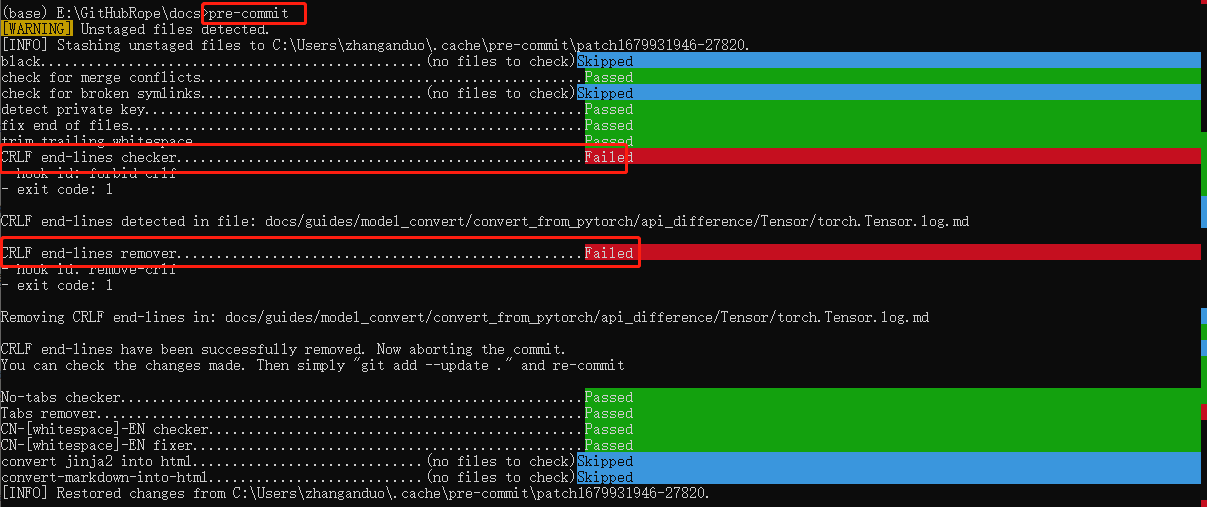 (base) E:\GitHubRope\docs>pre-commit
[WARNING] Unstaged files detected.
[INFO] Stashing unstaged files to C:\Users\zhanganduo\.cache\pre-commit\patch1679931946-27820.
black................................................(no files to check)Skipped
check for merge conflicts................................................Passed
check for broken symlinks............................(no files to check)Skipped
detect private key.......................................................Passed
fix end of files.........................................................Passed
trim trailing whitespace.................................................Passed
CRLF end-lines checker...................................................Failed
- hook id: forbid-crlf
- exit code: 1
CRLF end-lines detected in file: docs/guides/model_convert/convert_from_pytorch/api_difference/Tensor/torch.Tensor.log.md
CRLF end-lines remover...................................................Failed
- hook id: remove-crlf
- exit code: 1
Removing CRLF end-lines in: docs/guides/model_convert/convert_from_pytorch/api_difference/Tensor/torch.Tensor.log.md
CRLF end-lines have been successfully removed. Now aborting the commit.
You can check the changes made. Then simply "git add --update ." and re-commit
No-tabs checker..........................................................Passed
Tabs remover.............................................................Passed
CN-[whitespace]-EN checker...............................................Passed
CN-[whitespace]-EN fixer.................................................Passed
convert jinja2 into html.............................(no files to check)Skipped
convert-markdown-into-html...........................(no files to check)Skipped
[INFO] Restored changes from C:\Users\zhanganduo\.cache\pre-commit\patch1679931946-27820.